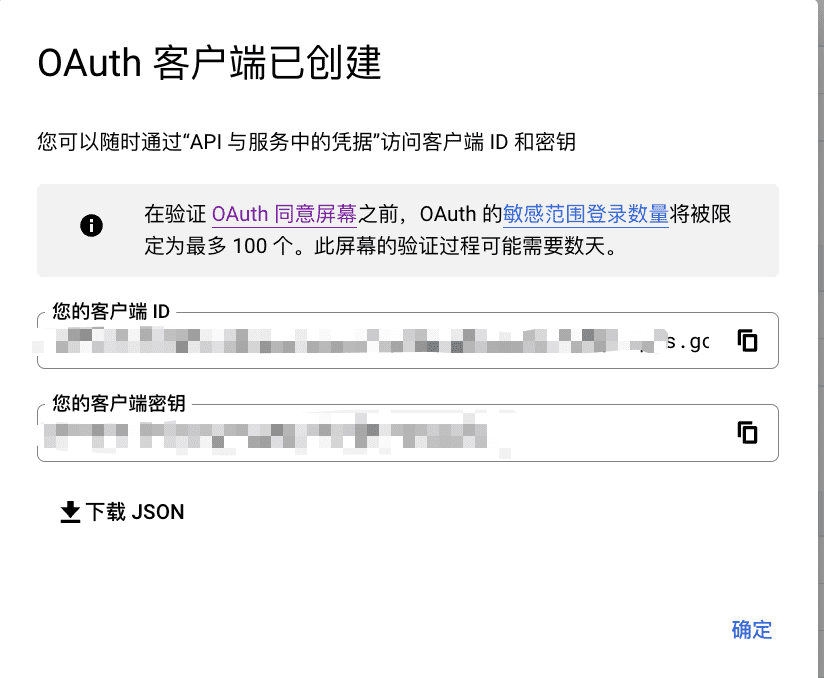 OAuth 客户端已创建
您可以随时通过“API 与服务中的凭据”访问客户端 ID 和密钥
在验证 OAuth 同意屏幕之前，OAuth 的敏感范围登录数量将被限
定为最多 100 个。此屏幕的验证过程可能需要数天。
您的客户端 ID
s.gc
您的客户端密钥
下载 JSON
确定